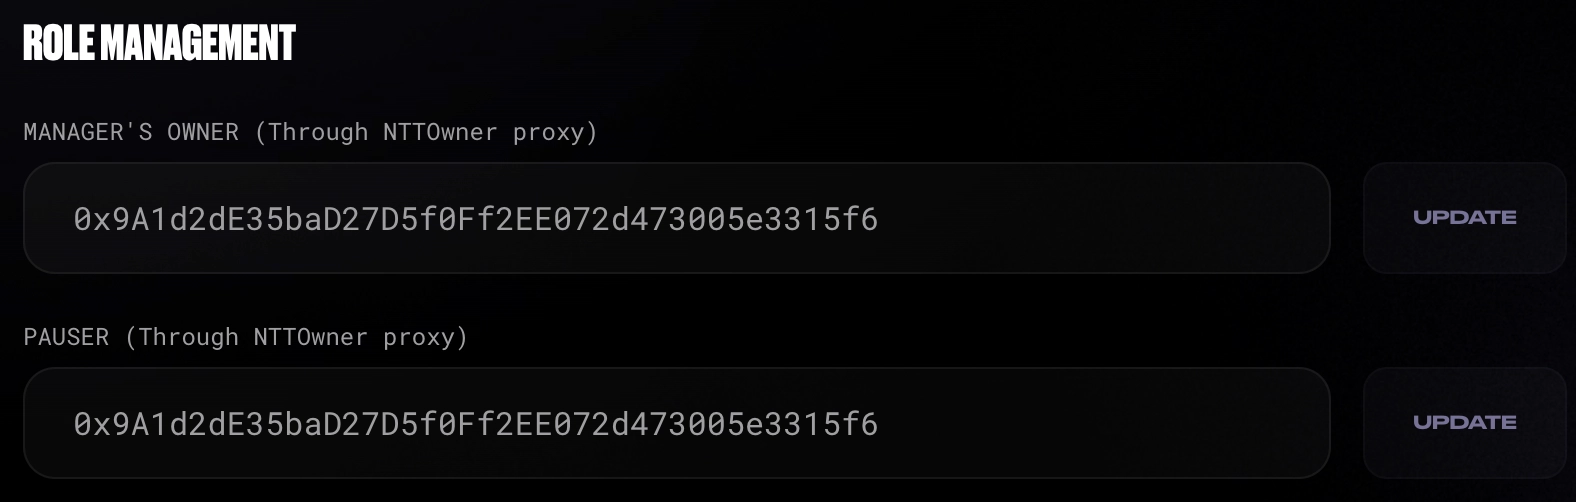 ROLE MANAGEMENT
MANAGER'S OWNER (Through NTTOwner proxy)
0x9A1d2dE35baD27D5f0Ff2EE072d473005e3315f6
UPDATE
PAUSER (Through NTTOwner proxy)
0x9A1d2dE35baD27D5f0Ff2EE072d473005e3315f6
UPDATE